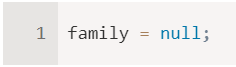 1 family = null;